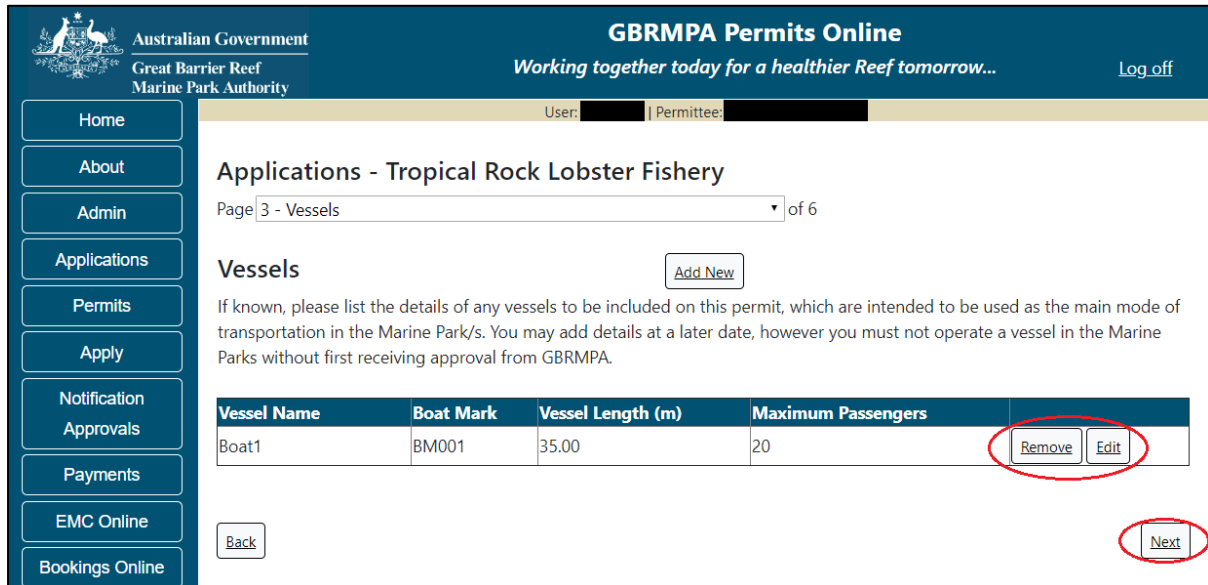 Australian Government
Great Barrier Reef
Marine Park Authority
GBRMPA Permits Online
Working together today for a healthier Reef tomorrow...
Log off
User: | Permittee:
Home
About
Admin
Applications
Permits
Apply
Notification
Approvals
Payments
EMC Online
Bookings Online
Applications - Tropical Rock Lobster Fishery
Page 3 - Vessels of 6
Vessels Add New
If known, please list the details of any vessels to be included on this permit, which are intended to be used as the main mode of
transportation in the Marine Park/s. You may add details at a later date, however you must not operate a vessel in the Marine
Parks without first receiving approval from GBRMPA.
Vessel Name Boat Mark Vessel Length (m) Maximum Passengers
Boat1 BM001 35.00 20 Remove Edit
Back Next